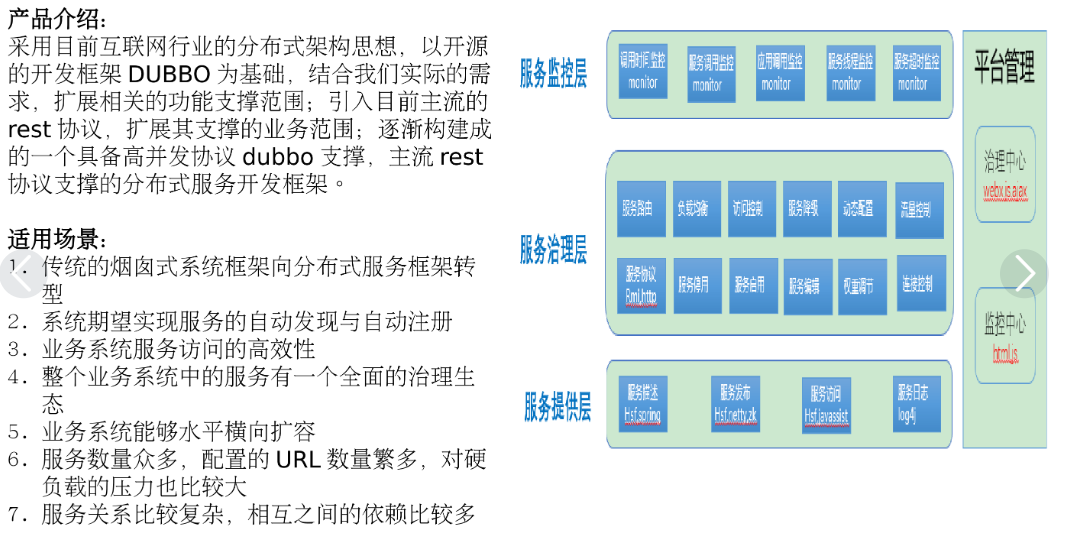 产品介绍：
采用目前互联网行业的分布式架构思想，以开源
的开发框架 DUBBO 为基础，结合我们实际的需
求，扩展相关的功能支撑范围；引入目前主流的
rest 协议，扩展其支撑的业务范围；逐渐构建成
的一个具备高并发协议 dubbo 支撑，主流 rest
协议支撑的分布式服务开发框架。
适用场景：
1. 传统的烟囱式系统框架向分布式服务框架转
型
2. 系统期望实现服务的自动发现与自动注册
3. 业务系统服务访问的高效性
4. 整个业务系统中的服务有一个全面的治理生
态
5. 业务系统能够水平横向扩容
6. 服务数量众多，配置的 URL 数量繁多，对硬
负载的压力也比较大
7. 服务关系比较复杂，相互之间的依赖比较多
服务监控层
调用时间监控
monitor
服务调用监控
monitor
应用调用监控
monitor
服务线程监控
monitor
服务超时监控
monitor
服务治理层
服务路由
负载均衡
访问控制
服务降级
动态配置
流量控制
服务协议
Rmi,http
服务停用
服务启用
服务编辑
权重调节
连接控制
服务提供层
服务描述
Hsf,spring
服务发布
Hsf,netty,zk
服务访问
Hsf,javassist
服务日志
log4j
平台管理
治理中心
webx,js,ajax
监控中心
html,js